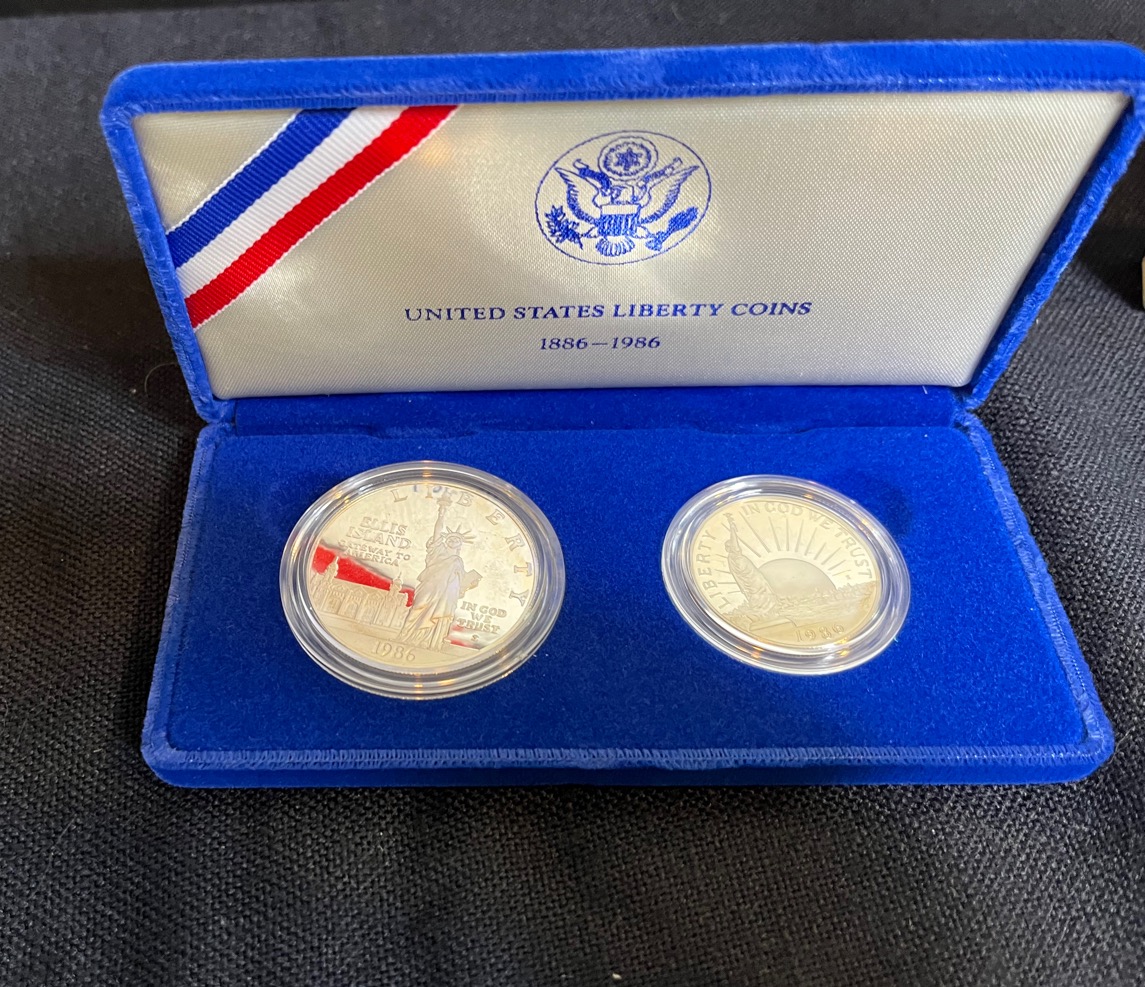 UNITED STATES LIBERTY COINS
1886–1986
LIBERTY
ELLIS
ISLAND
GATEWAY TO
AMERICA
IN GOD
WE
TRUST
S
1986
LIBERTY
IN GOD WE TRUST
1986